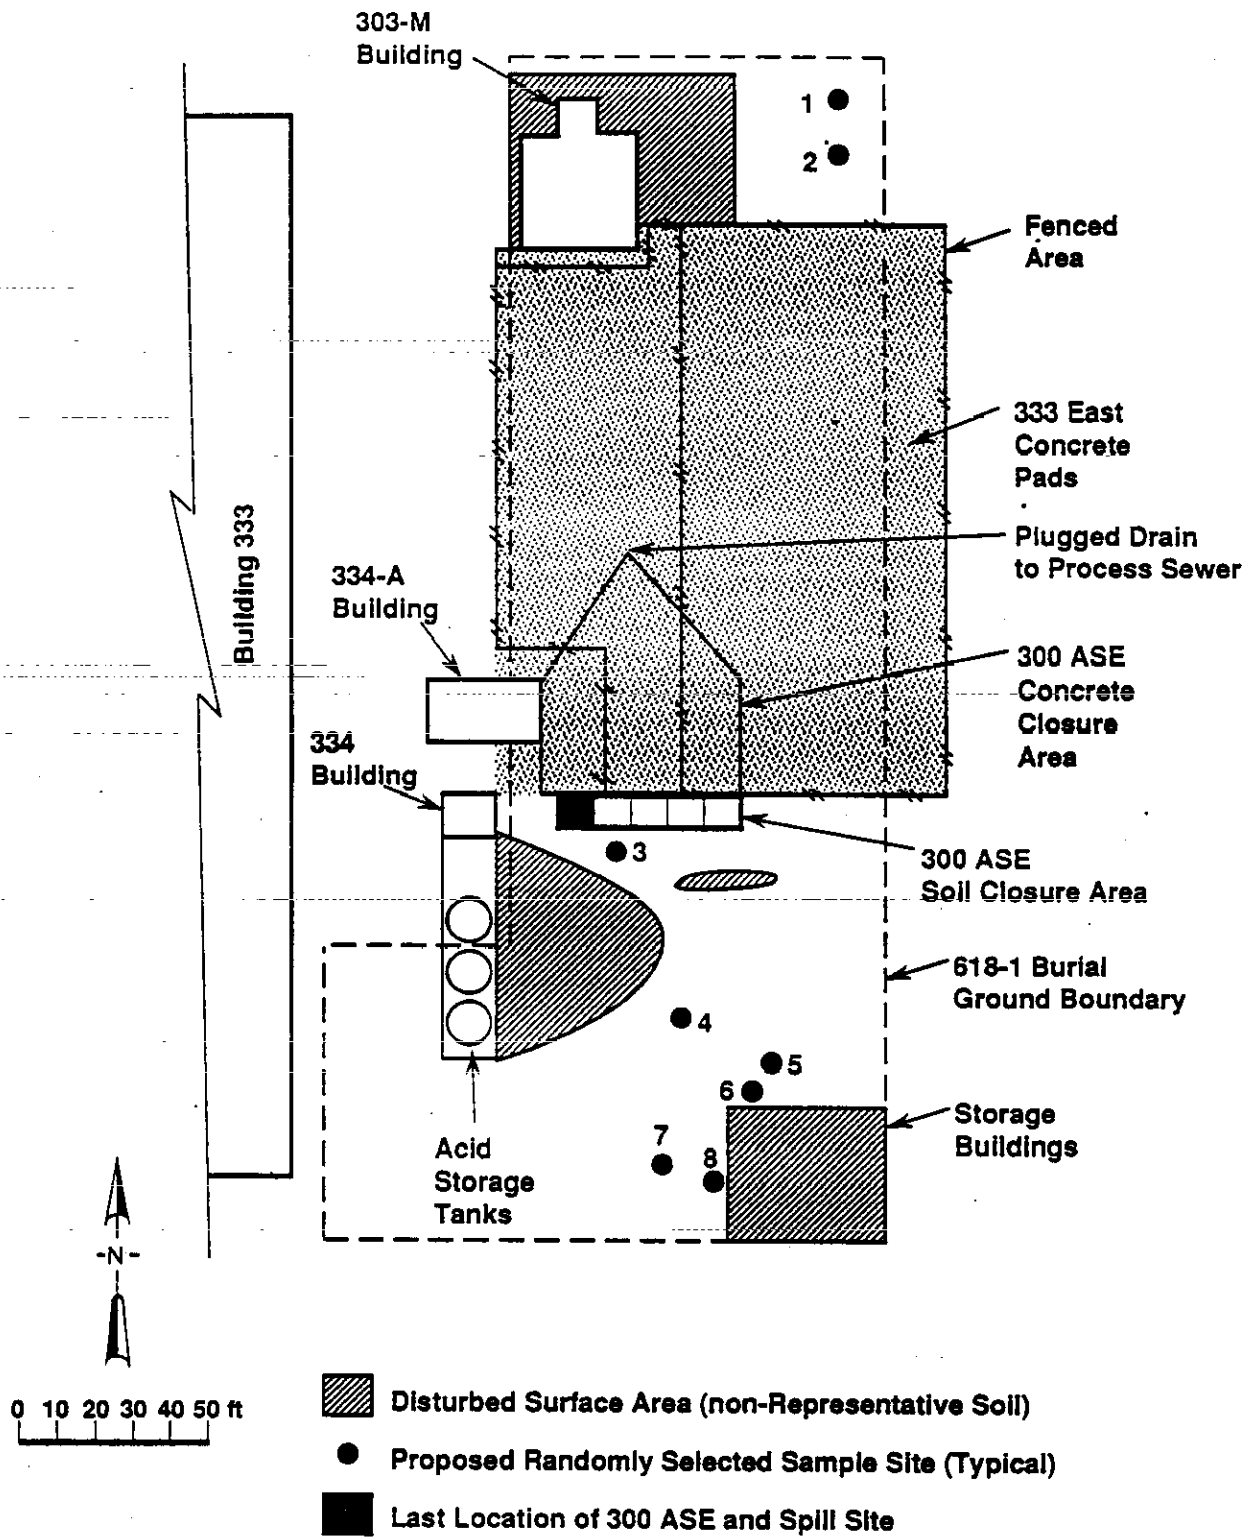 303-M
Building
1
2
Fenced
Area
333 East
Concrete
Pads
Building 333
Plugged Drain
to Process Sewer
334-A
Building
300 ASE
Concrete
Closure
Area
334
Building
3
300 ASE
Soil Closure Area
618-1 Burial
Ground Boundary
4
5
6
Storage
Buildings
7
8
Acid
Storage
Tanks
-N-
0 10 20 30 40 50 ft
Disturbed Surface Area (non-Representative Soil)
Proposed Randomly Selected Sample Site (Typical)
Last Location of 300 ASE and Spill Site